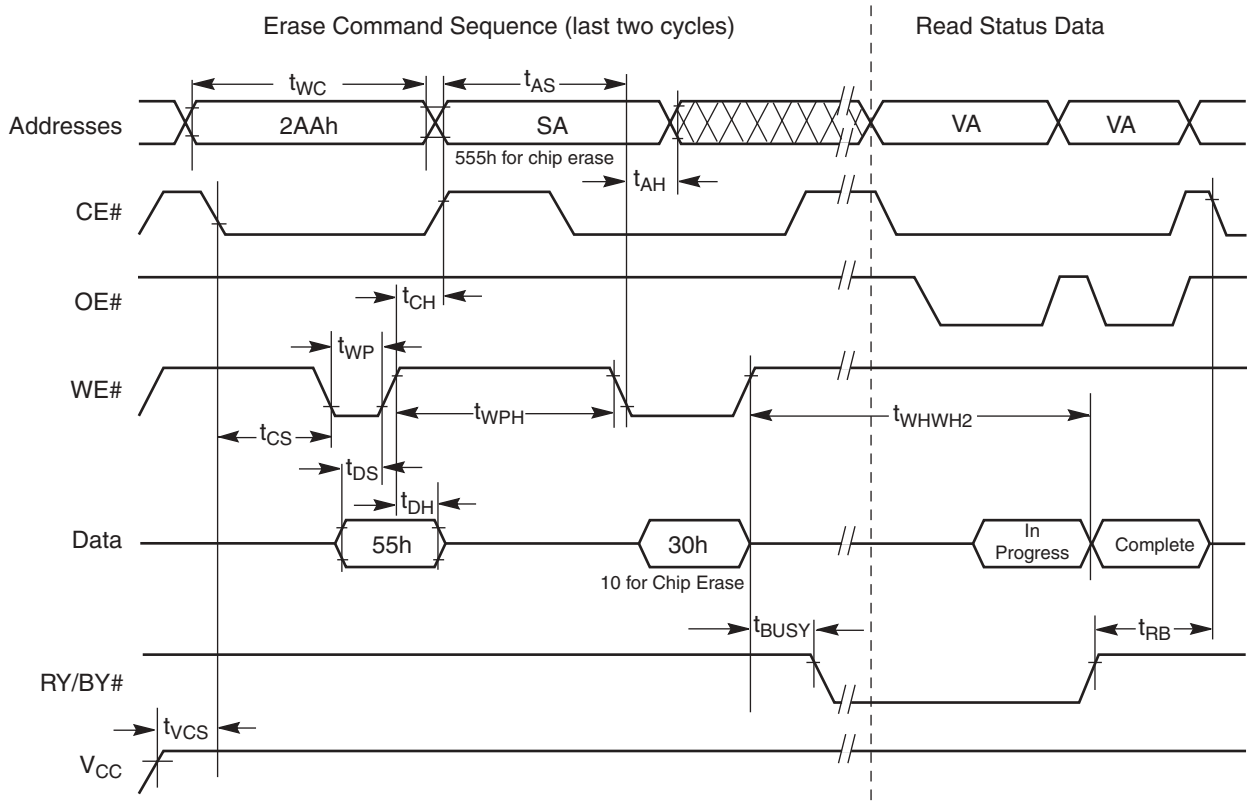 Erase Command Sequence (last two cycles)
Read Status Data
tWC
tAS
Addresses
2AAh
SA
VA
VA
555h for chip erase
tAH
CE#
OE#
tCH
tWP
WE#
tWPH
tWHWH2
tCS
tDS
tDH
Data
55h
30h
In
Progress
Complete
10 for Chip Erase
tBUSY
tRB
RY/BY#
tVCS
VCC